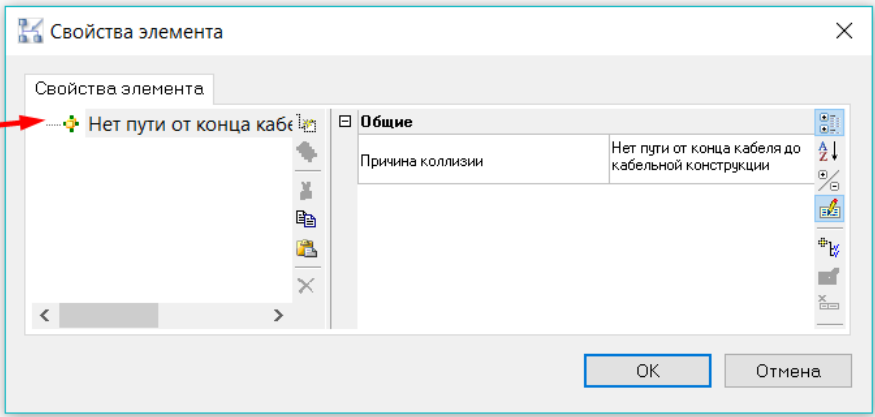 Свойства элемента
Свойства элемента
Нет пути от конца кабе
Общие
Причина коллизии
Нет пути от конца кабеля до
кабельной конструкции
OK
Отмена